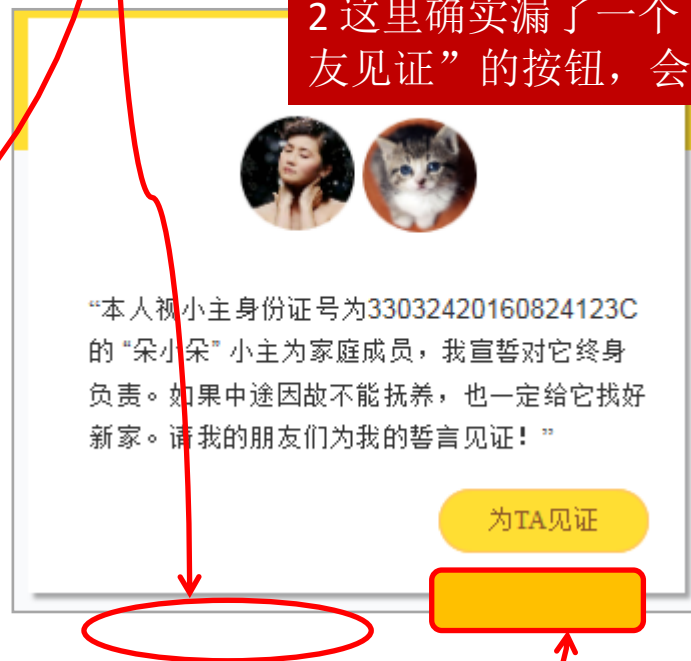 2 这里确实漏了一个
友见证”的按钮，会
“本人视小主身份证号为33032420160824123C
的 “朵小朵” 小主为家庭成员，我宣誓对它终身
负责。如果中途因故不能抚养，也一定给它找好
新家。请我的朋友们为我的誓言见证！”
为TA见证